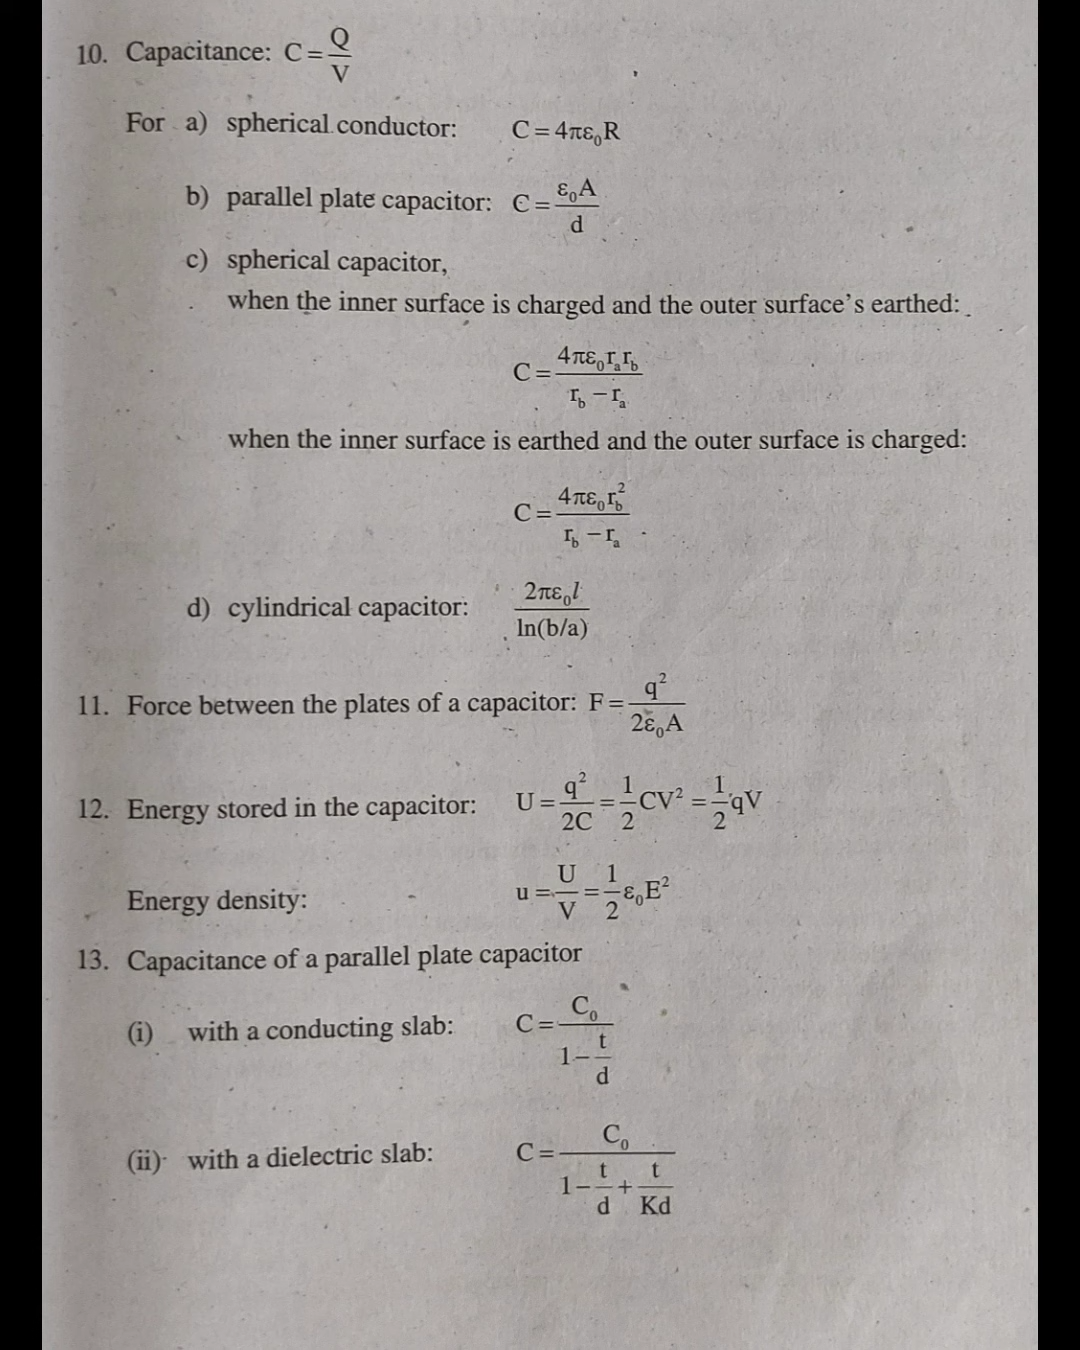 10. Capacitance: C = Q/V
For a) spherical conductor: C = 4πε₀R
b) parallel plate capacitor: C = ε₀A/d
c) spherical capacitor,
when the inner surface is charged and the outer surface's earthed:
C = 4πε₀rₐr_b/(r_b − rₐ)
when the inner surface is earthed and the outer surface is charged:
C = 4πε₀r_b²/(r_b − rₐ)
d) cylindrical capacitor: 2πε₀l/ln(b/a)
11. Force between the plates of a capacitor: F = q²/2ε₀A
12. Energy stored in the capacitor: U = q²/2C = 1/2 CV² = 1/2 qV
Energy density: u = U/V = 1/2 ε₀E²
13. Capacitance of a parallel plate capacitor
(i) with a conducting slab: C = C₀/(1 − t/d)
(ii) with a dielectric slab: C = C₀/(1 − t/d + t/Kd)